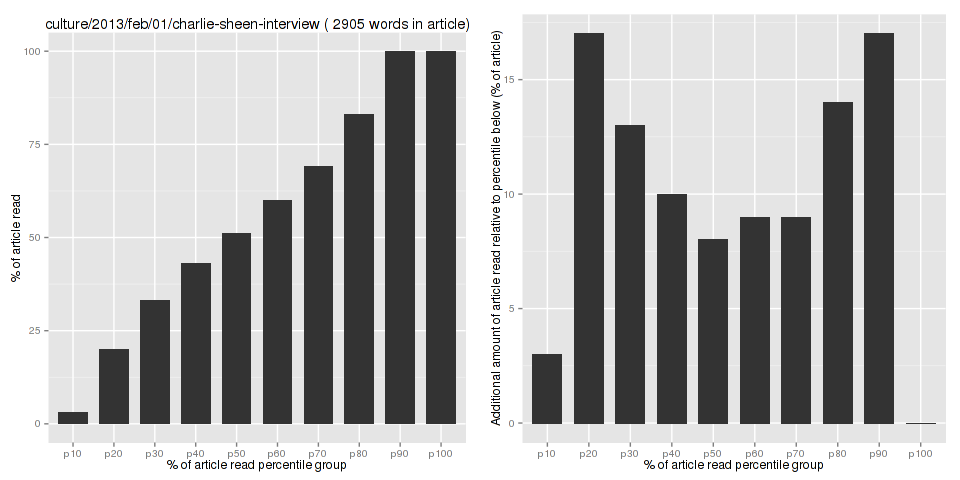 culture/2013/feb/01/charlie-sheen-interview ( 2905 words in article)
% of article read
100
75
50
25
0
p10 p20 p30 p40 p50 p60 p70 p80 p90 p100
% of article read percentile group
Additional amount of article read relative to percentile below (% of article)
15
10
5
0
p10 p20 p30 p40 p50 p60 p70 p80 p90 p100
% of article read percentile group